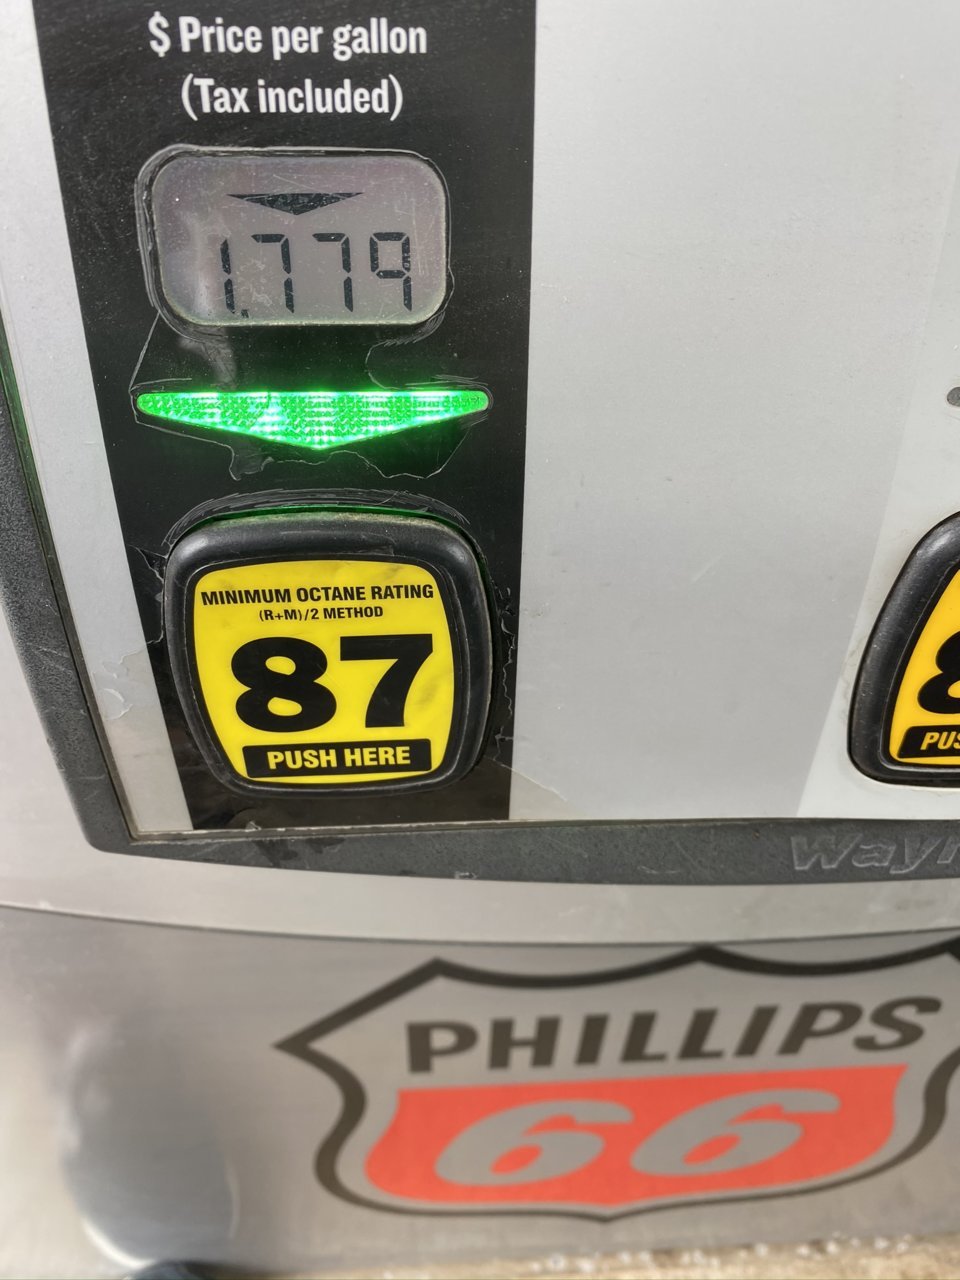 $ Price per gallon
(Tax included)
1.779
MINIMUM OCTANE RATING
(R+M)/2 METHOD
87
PUSH HERE
PHILLIPS
66